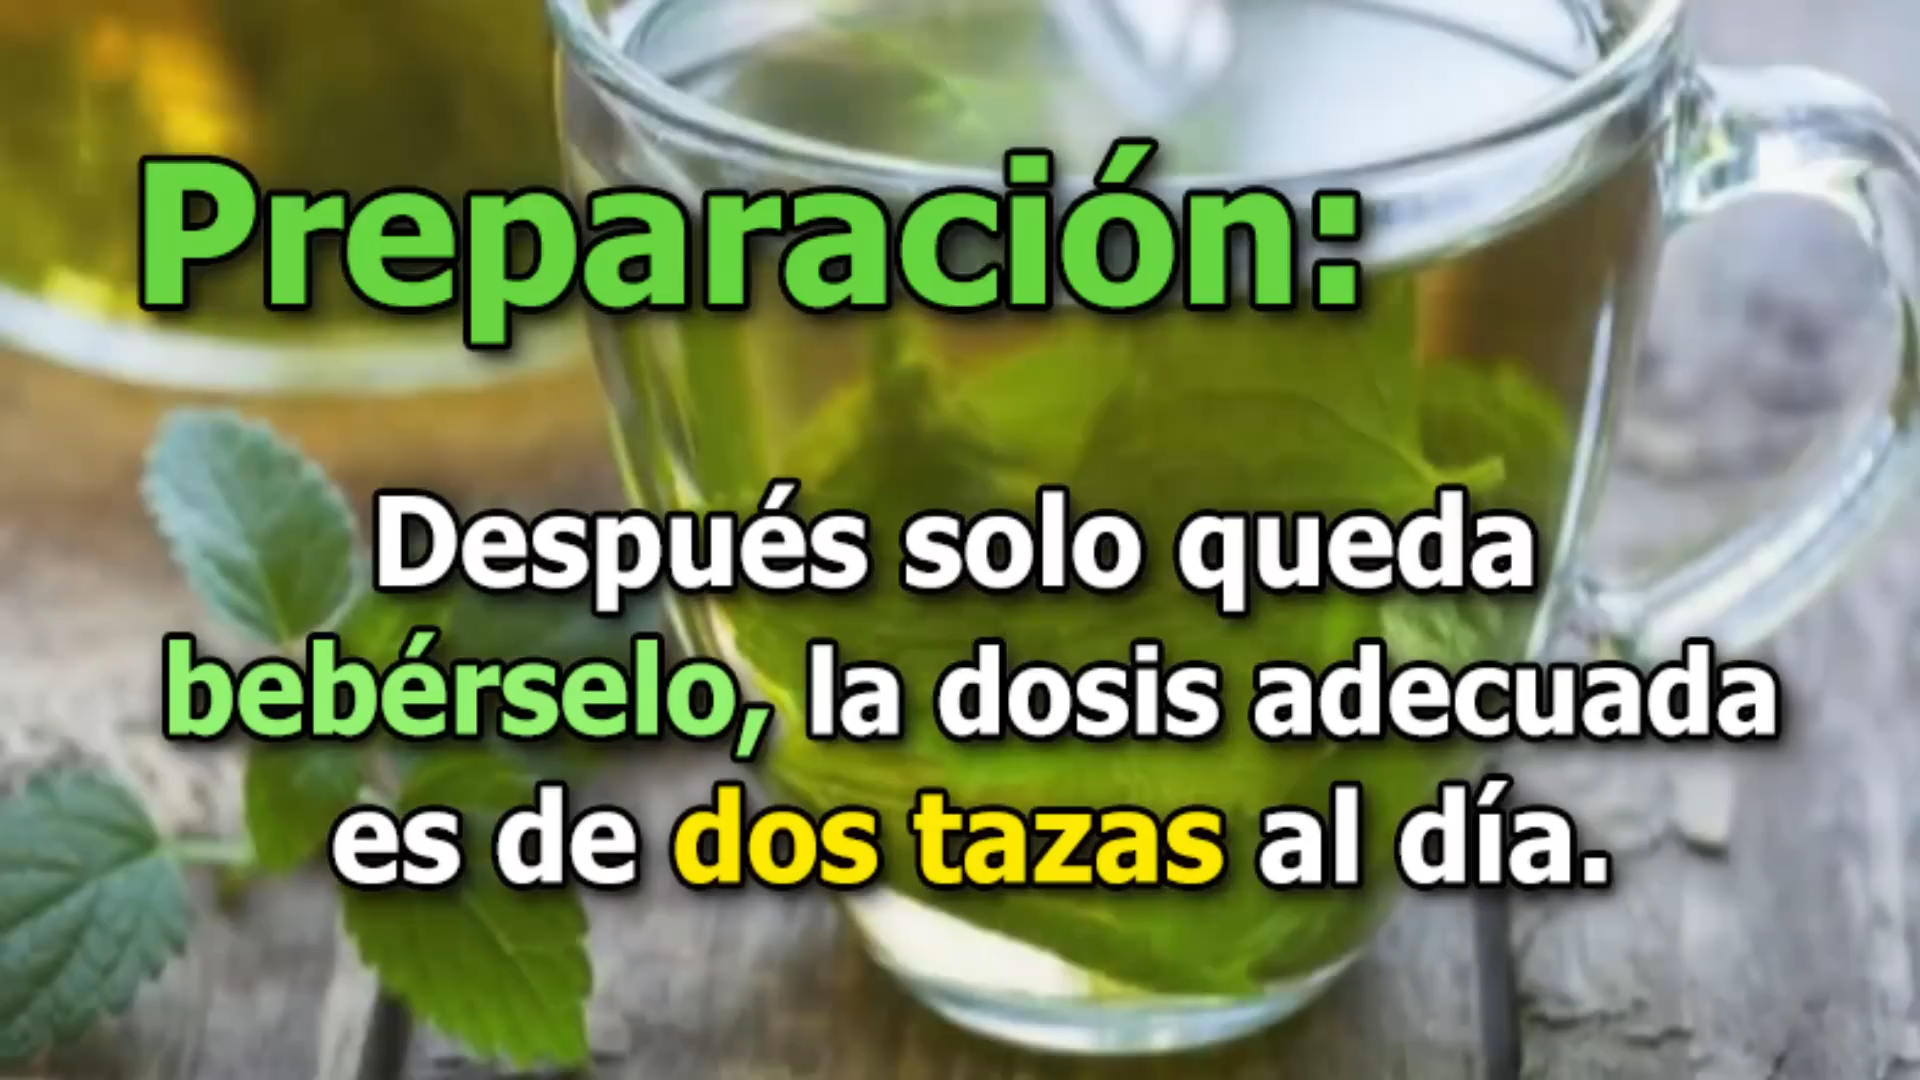 Preparación:
Después solo queda
bebérselo, la dosis adecuada
es de dos tazas al día.